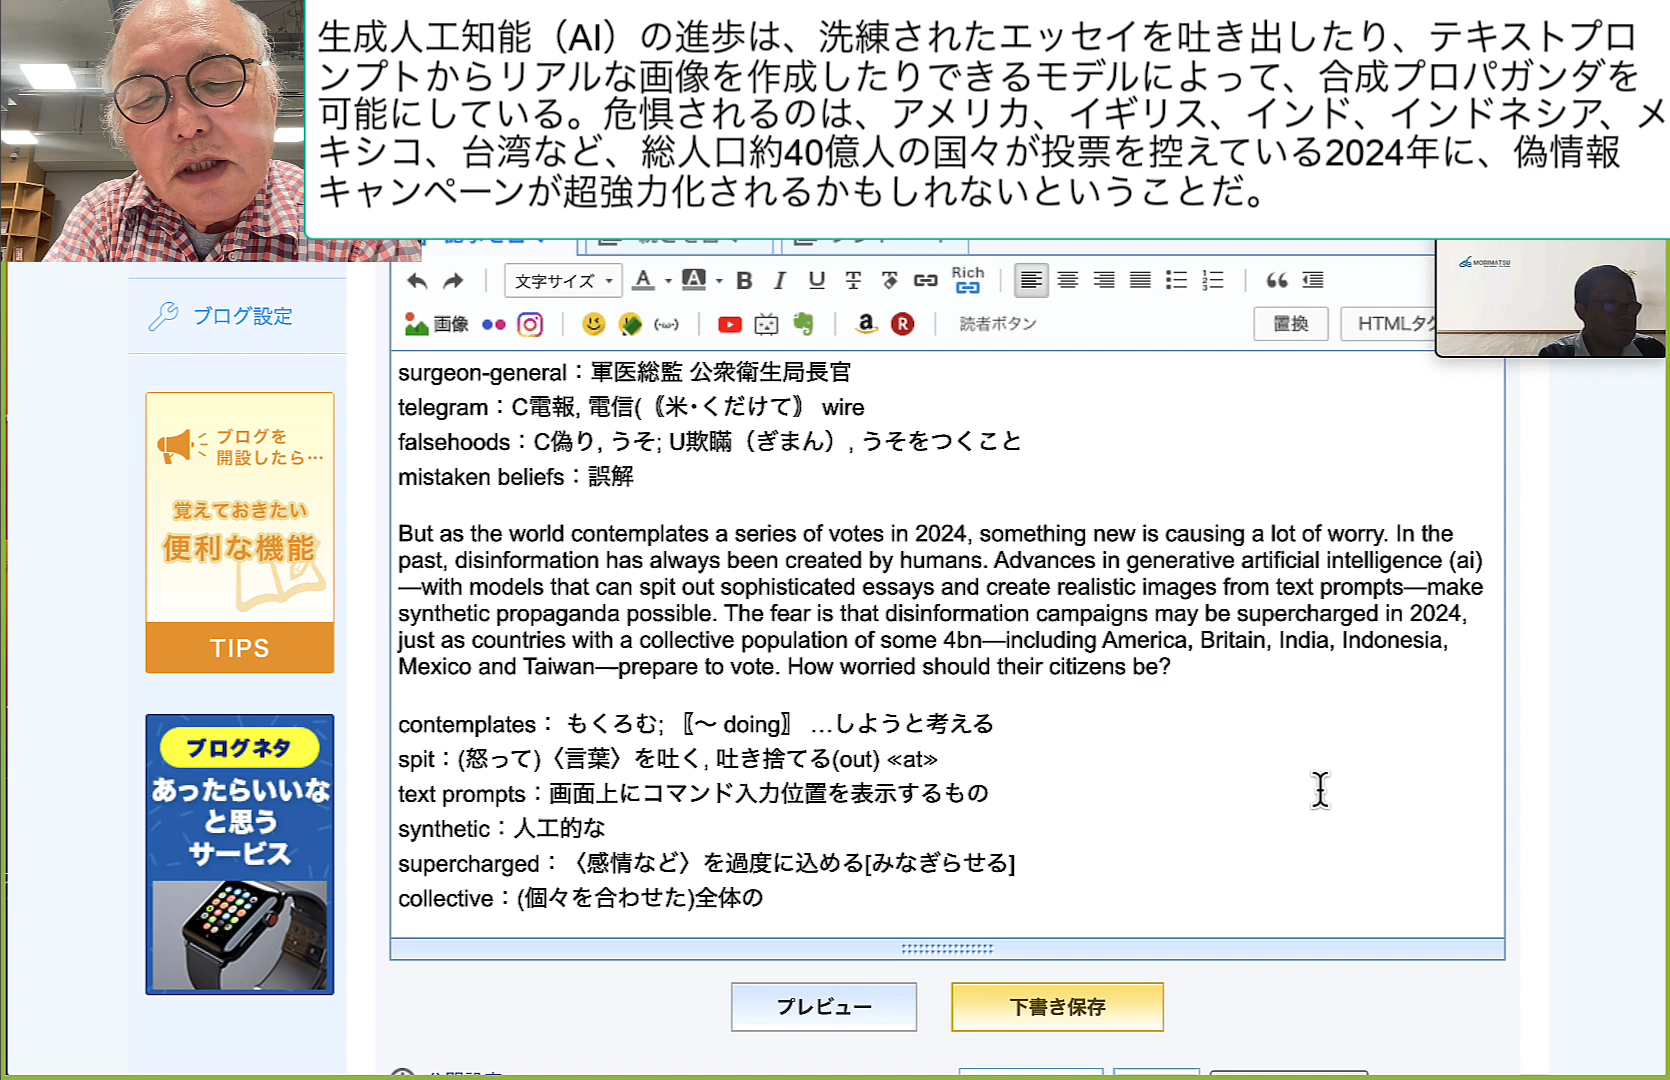 生成人工知能（AI）の進歩は、洗練されたエッセイを吐き出したり、テキストプロ
ンプトからリアルな画像を作成したりできるモデルによって、合成プロパガンダを
可能にしている。危惧されるのは、アメリカ、イギリス、インド、インドネシア、メ
キシコ、台湾など、総人口約40億人の国々が投票を控えている2024年に、偽情報
キャンペーンが超強力化されるかもしれないということだ。
MORIMATSU
文字サイズ
A
A
B
I
U
T
Rich
画像
読者ボタン
置換
HTMLタグ
ブログ設定
ブログを
開設したら…
覚えておきたい
便利な機能
TIPS
ブログネタ
あったらいいな
と思う
サービス
surgeon-general：軍医総監 公衆衛生局長官
telegram：C電報, 電信(⟪米･くだけて⟫ wire
falsehoods：C偽り, うそ; U欺瞞（ぎまん）, うそをつくこと
mistaken beliefs：誤解
But as the world contemplates a series of votes in 2024, something new is causing a lot of worry. In the
past, disinformation has always been created by humans. Advances in generative artificial intelligence (ai)
—with models that can spit out sophisticated essays and create realistic images from text prompts—make
synthetic propaganda possible. The fear is that disinformation campaigns may be supercharged in 2024,
just as countries with a collective population of some 4bn—including America, Britain, India, Indonesia,
Mexico and Taiwan—prepare to vote. How worried should their citizens be?
contemplates： もくろむ; 〖～ doing〗 …しようと考える
spit：(怒って)〈言葉〉を吐く, 吐き捨てる(out) ≪at≫
text prompts：画面上にコマンド入力位置を表示するもの
synthetic：人工的な
supercharged：〈感情など〉を過度に込める[みなぎらせる]
collective：(個々を合わせた)全体の
プレビュー
下書き保存